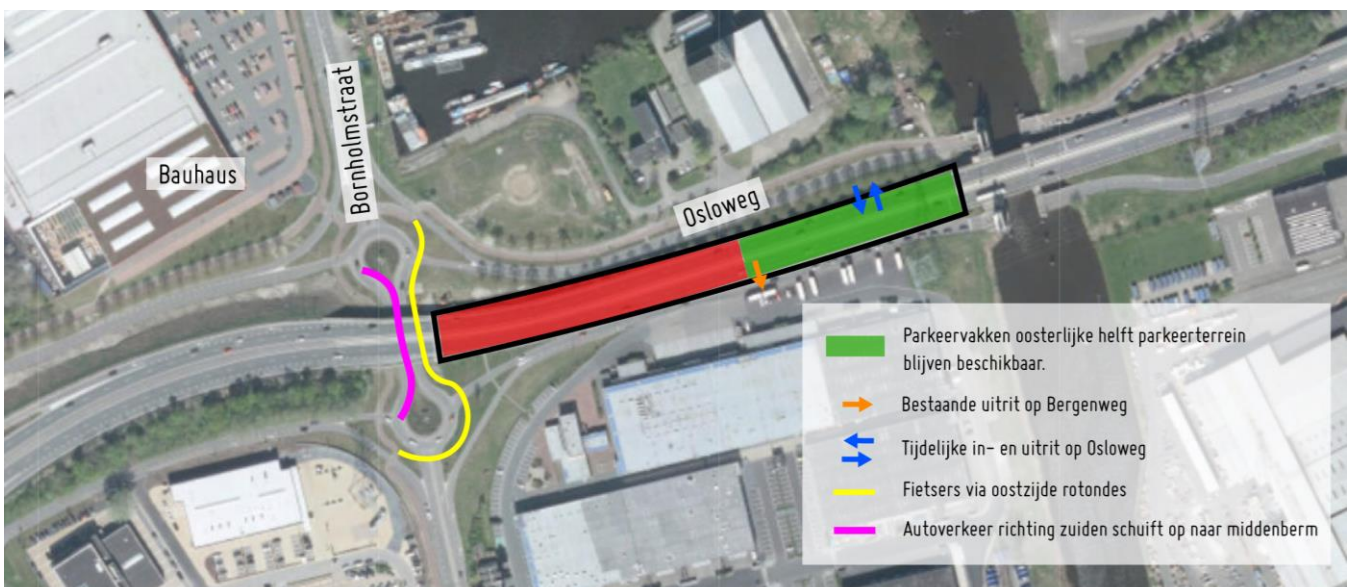 Bauhaus
Bornholmstraat
Osloweg
Parkeervakken oosterlijke helft parkeerterrein
blijven beschikbaar.
Bestaande uitrit op Bergenweg
Tijdelijke in- en uitrit op Osloweg
Fietsers via oostzijde rotondes
Autoverkeer richting zuiden schuift op naar middenberm